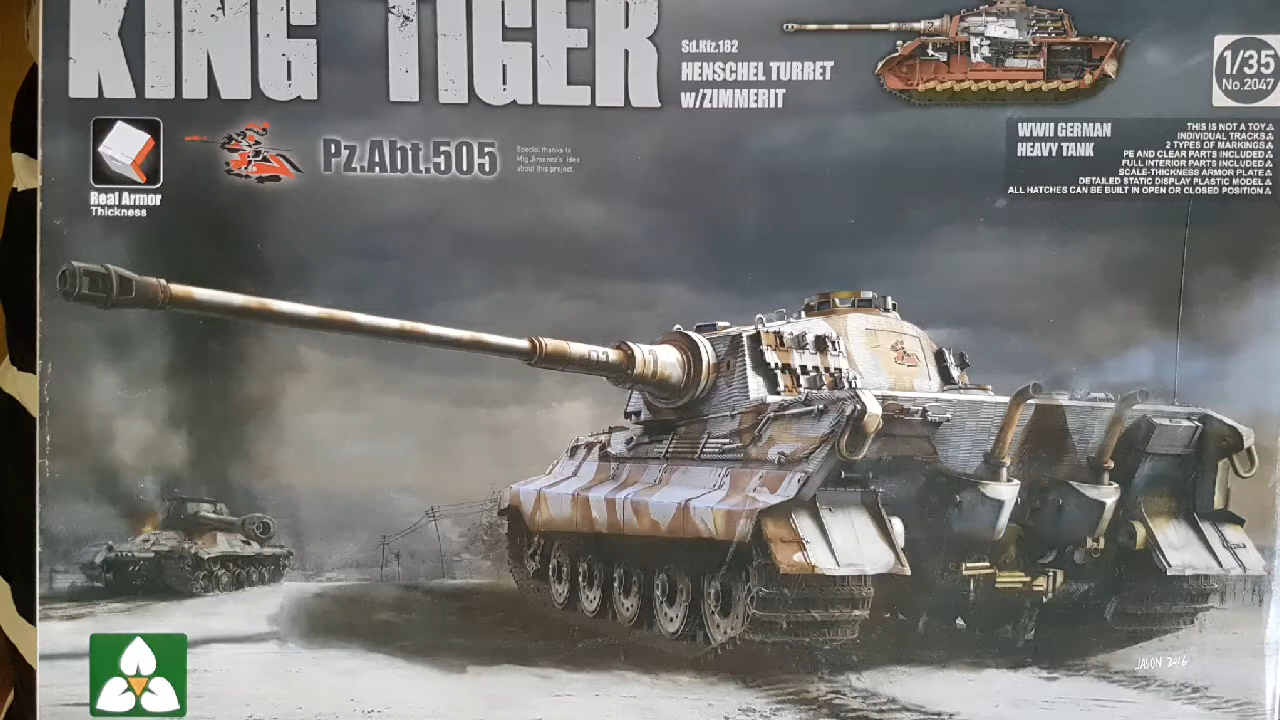 KING TIGER
Sd.Kfz.182
HENSCHEL TURRET
w/ZIMMERIT
1/35
No.2047
Real Armor
Thickness
Pz.Abt.505
Special thanks to
Mig Jimenez's idea
about this project.
WWII GERMAN
HEAVY TANK
THIS IS NOT A TOY
INDIVIDUAL TRACKS
2 TYPES OF MARKINGS
PE AND CLEAR PARTS INCLUDED
FULL INTERIOR PARTS INCLUDED
SCALE-THICKNESS ARMOR PLATE
DETAILED STATIC DISPLAY PLASTIC MODEL
ALL HATCHES CAN BE BUILT IN OPEN OR CLOSED POSITION
JASON 2016